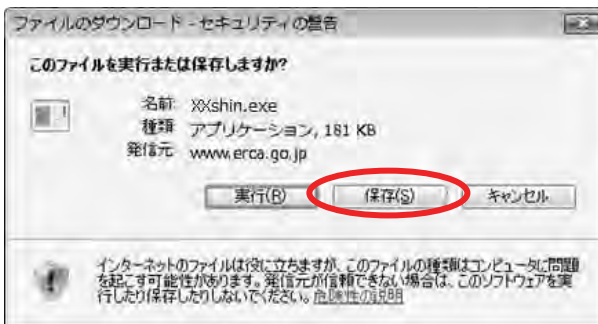 ファイルのダウンロード - セキュリティの警告
このファイルを実行または保存しますか?
名前: XXshin.exe
種類: アプリケーション, 181 KB
発信元: www.erca.go.jp
実行(R) 保存(S) キャンセル
インターネットのファイルは役に立ちますが、このファイルの種類はコンピュータに問題
を起こす可能性があります。発信元が信頼できない場合は、このソフトウェアを実
行したり保存したりしないでください。危険性の説明